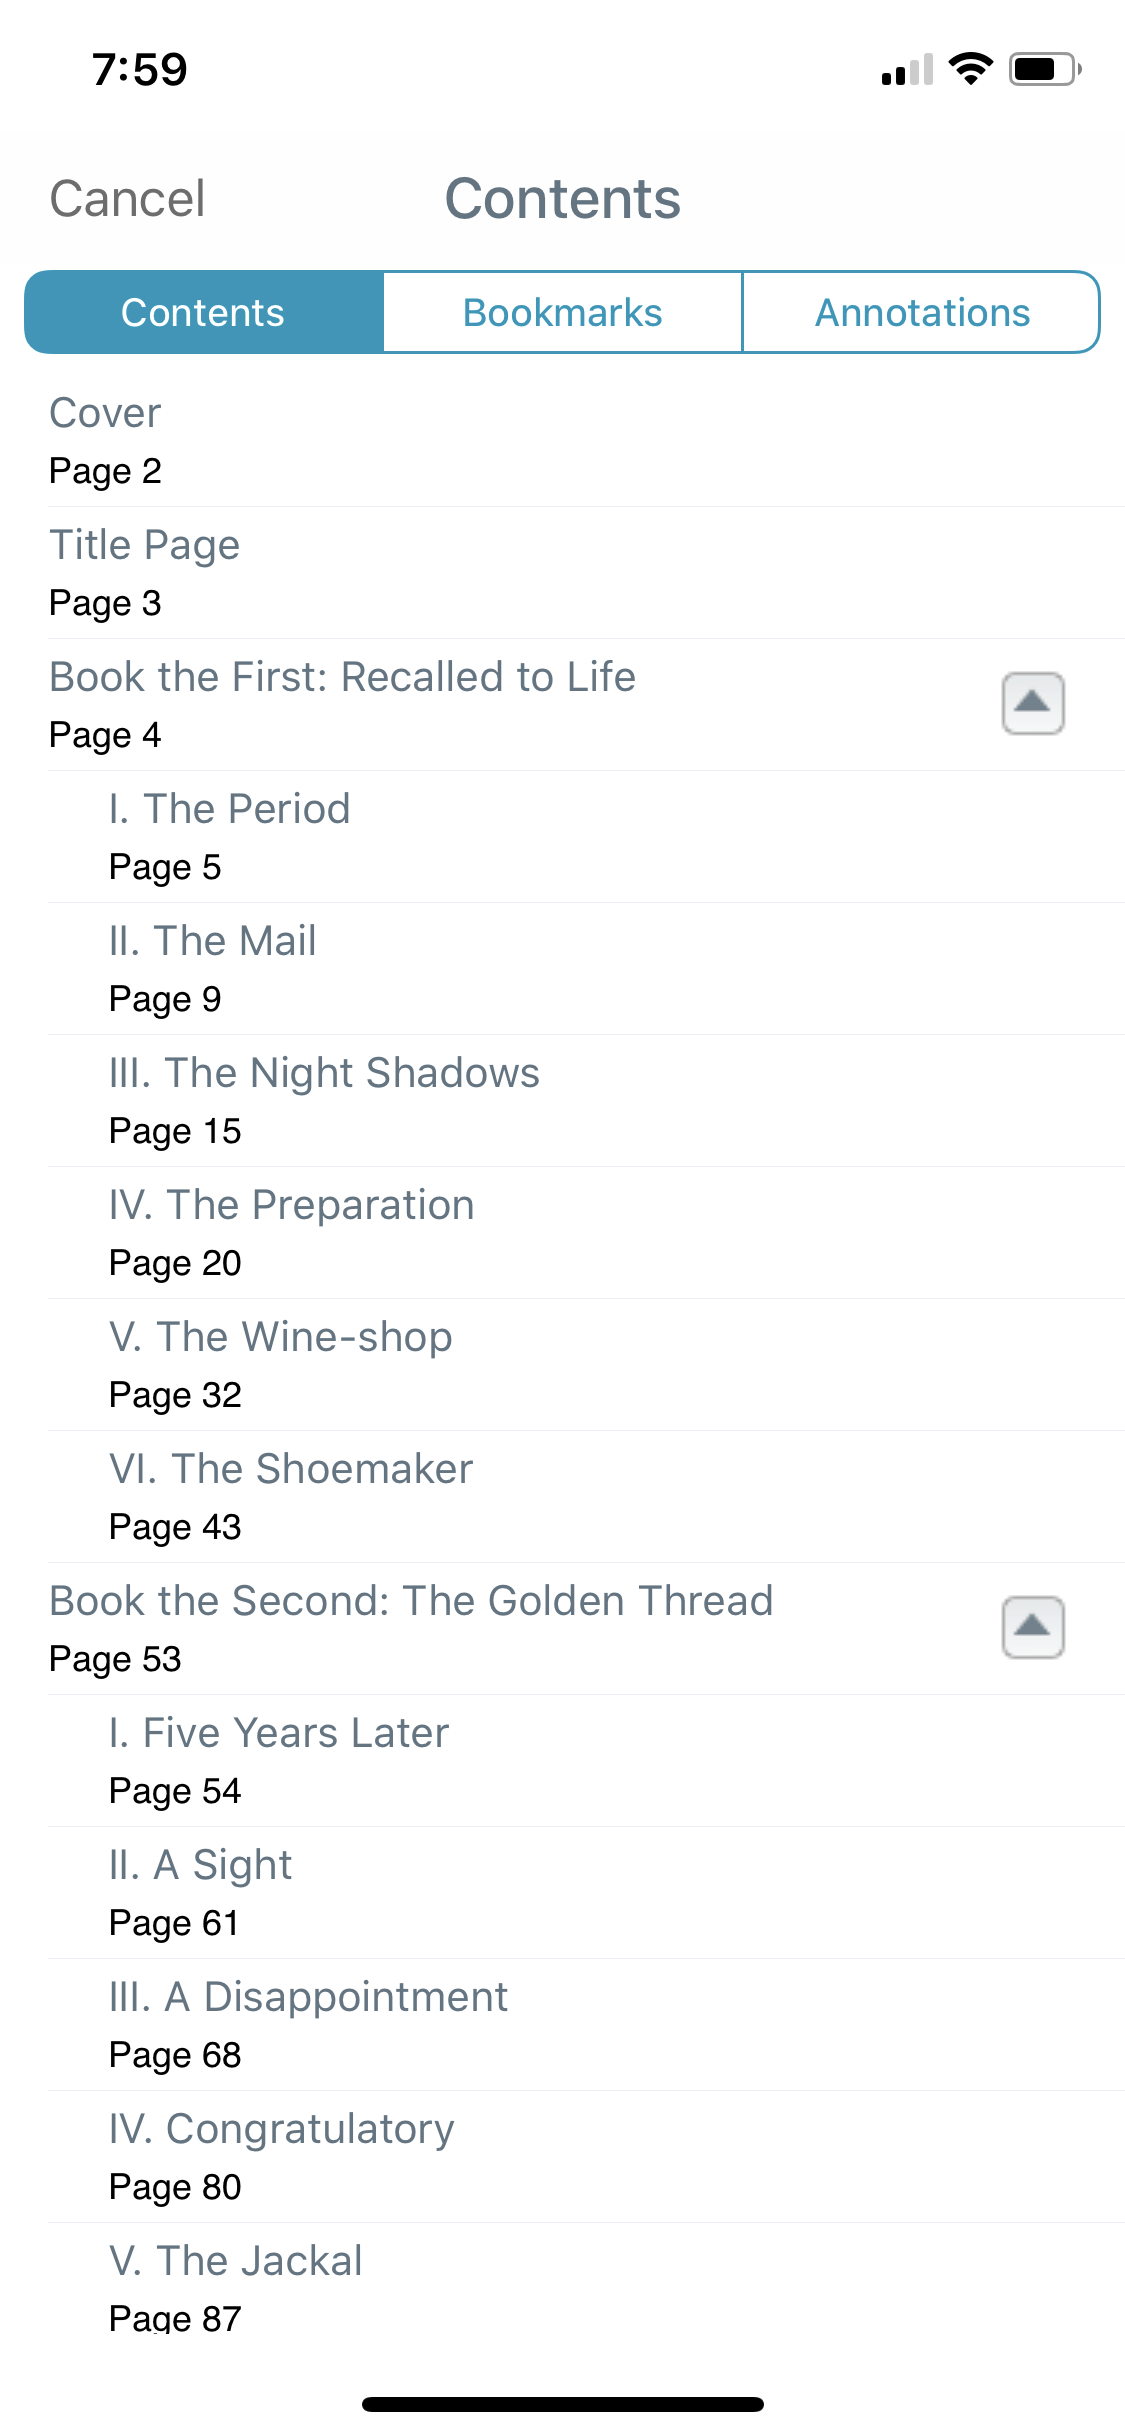 7:59
Cancel
Contents
Contents
Bookmarks
Annotations
Cover
Page 2
Title Page
Page 3
Book the First: Recalled to Life
Page 4
I. The Period
Page 5
II. The Mail
Page 9
III. The Night Shadows
Page 15
IV. The Preparation
Page 20
V. The Wine-shop
Page 32
VI. The Shoemaker
Page 43
Book the Second: The Golden Thread
Page 53
I. Five Years Later
Page 54
II. A Sight
Page 61
III. A Disappointment
Page 68
IV. Congratulatory
Page 80
V. The Jackal
Page 87